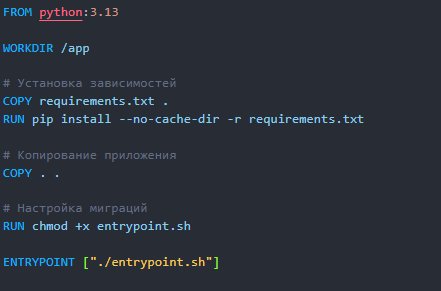 FROM python:3.13
WORKDIR /app
# Установка зависимостей
COPY requirements.txt .
RUN pip install --no-cache-dir -r requirements.txt
# Копирование приложения
COPY . .
# Настройка миграций
RUN chmod +x entrypoint.sh
ENTRYPOINT ["./entrypoint.sh"]